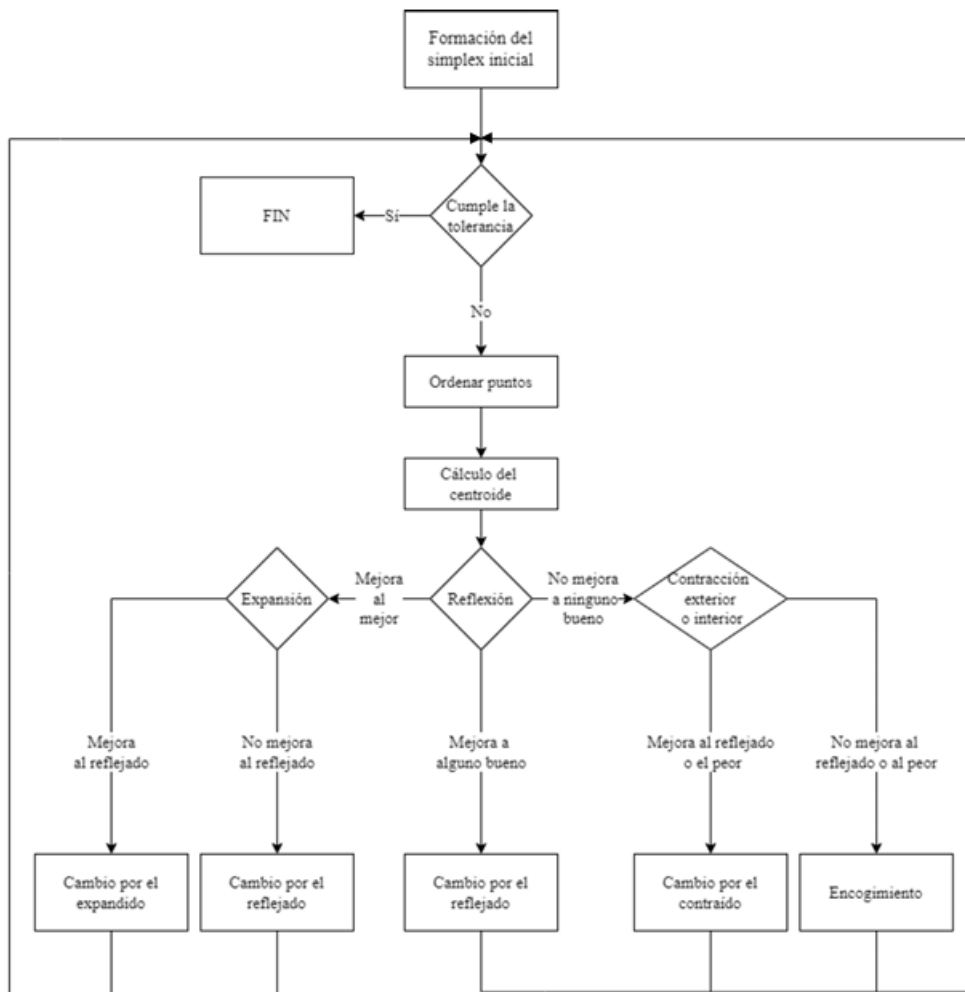 Formación del
simplex inicial
Cumple la
tolerancia
Sí
FIN
No
Ordenar puntos
Cálculo del
centroide
Expansión
Mejora
al
mejor
Reflexión
No mejora
a ninguno
bueno
Contracción
exterior
o interior
Mejora
al reflejado
No mejora
al reflejado
Mejora a
alguno bueno
Mejora al reflejado
o el peor
No mejora al
reflejado o al peor
Cambio por el
expandido
Cambio por el
reflejado
Cambio por el
reflejado
Cambio por el
contraído
Encogimiento